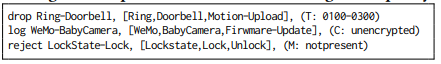 drop Ring-Doorbell, [Ring,Doorbell,Motion-Upload], (T: 0100-0300)
log WeMo-BabyCamera, [WeMo,BabyCamera,Firwmare-Update], (C: unencrypted)
reject LockState-Lock, [Lockstate,Lock,Unlock], (M: notpresent)